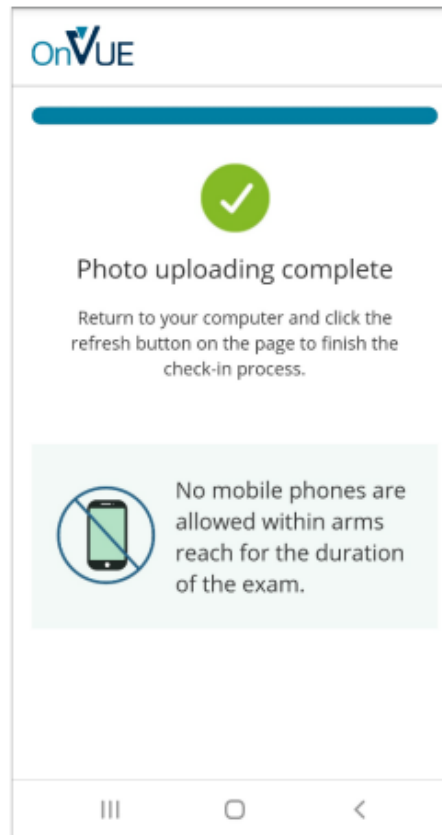 OnVUE
Photo uploading complete
Return to your computer and click the
refresh button on the page to finish the
check-in process.
No mobile phones are
allowed within arms
reach for the duration
of the exam.